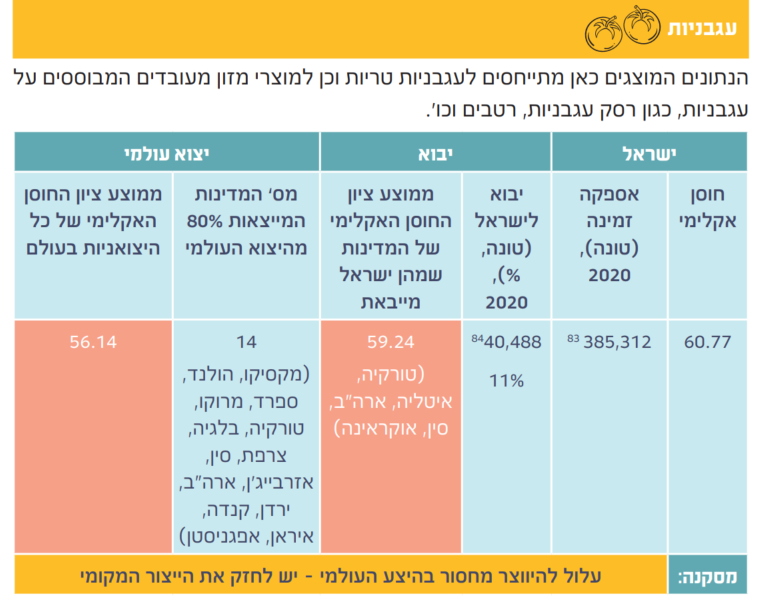 עגבניות
הנתונים המוצגים כאן מתייחסים לעגבניות טריות וכן למוצרי מזון מעובדים המבוססים על
עגבניות, כגון רסק עגבניות, רטבים וכו'.
ישראל
יבוא
יצוא עולמי
חוסן
אקלימי
אספקה
זמינה
(טונה),
2020
יבוא
לישראל
(טונה,
%),
2020
ממוצע ציון
החוסן האקלימי
של המדינות
שמהן ישראל
מייבאת
מס' המדינות
המייצאות 80%
מהיצוא העולמי
ממוצע ציון החוסן
האקלימי של כל
היצואניות בעולם
60.77
385,312 83
40,488 84
11%
59.24
(טורקיה,
איטליה, ארה"ב,
סין, אוקראינה)
14
(מקסיקו, הולנד,
ספרד, מרוקו,
טורקיה, בלגיה,
צרפת, סין,
אזרבייג'ן, ארה"ב,
ירדן, קנדה,
איראן, אפגניסטן)
56.14
מסקנה:
עלול להיווצר מחסור בהיצע העולמי - יש לחזק את הייצור המקומי